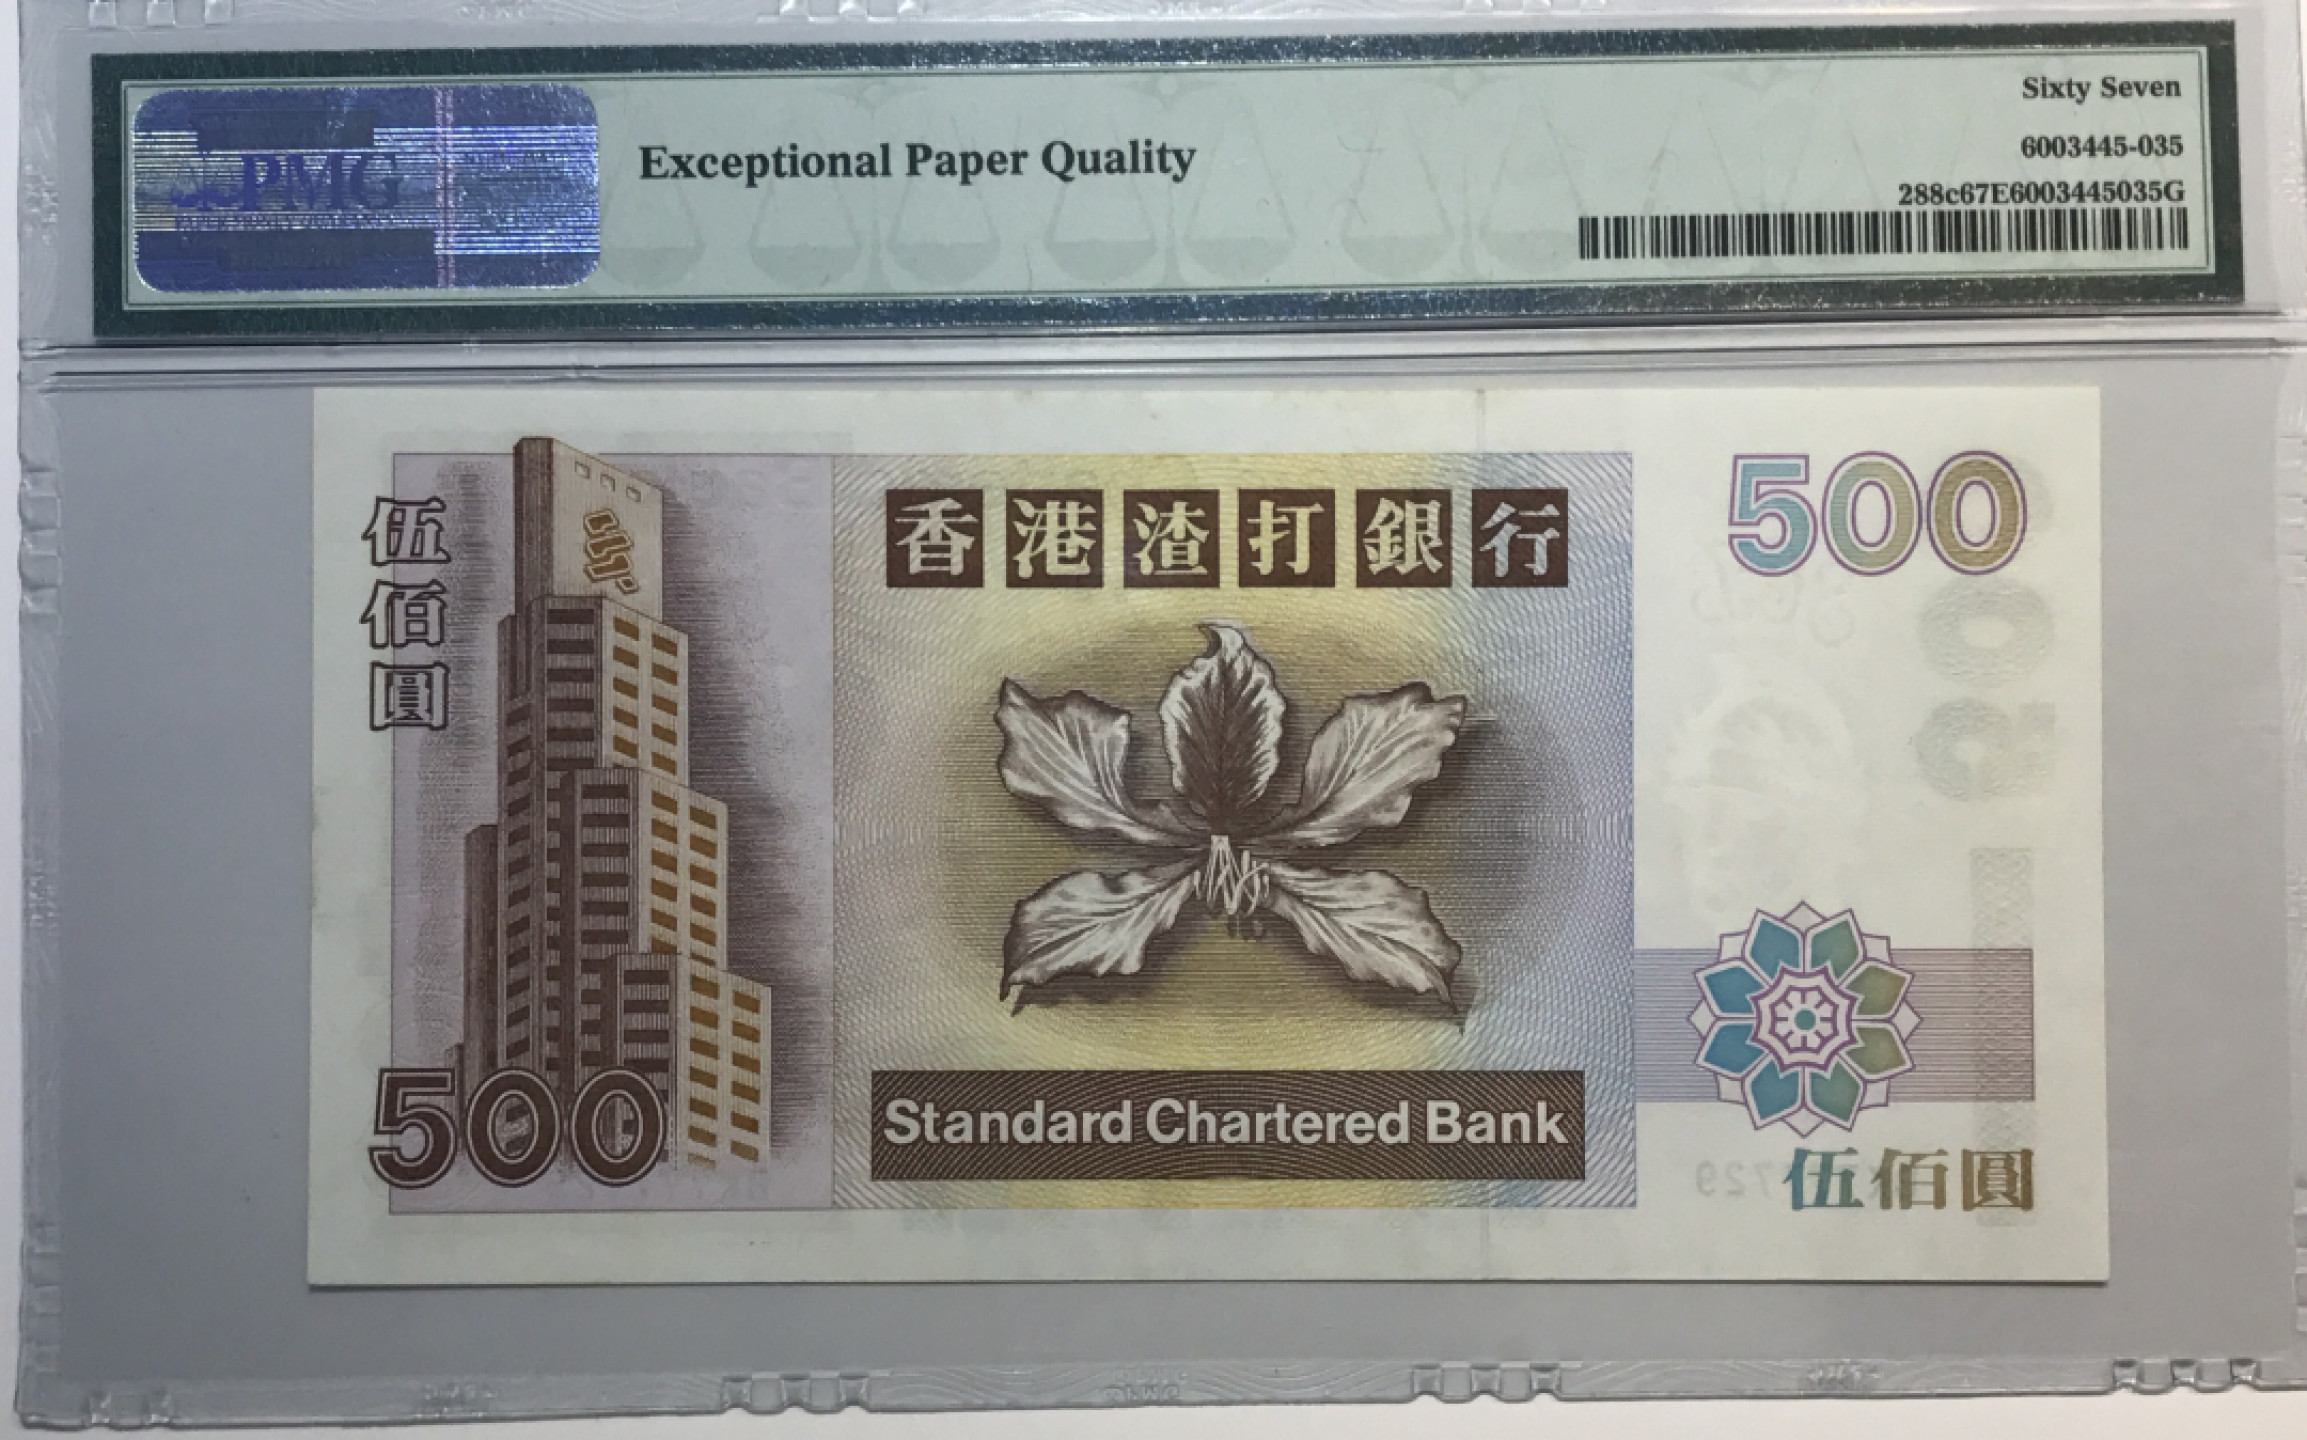 PMG
Exceptional Paper Quality
Sixty Seven
6003445-035
288c67E6003445035G
伍佰圓
香港渣打銀行
500
500
Standard Chartered Bank
伍佰圓